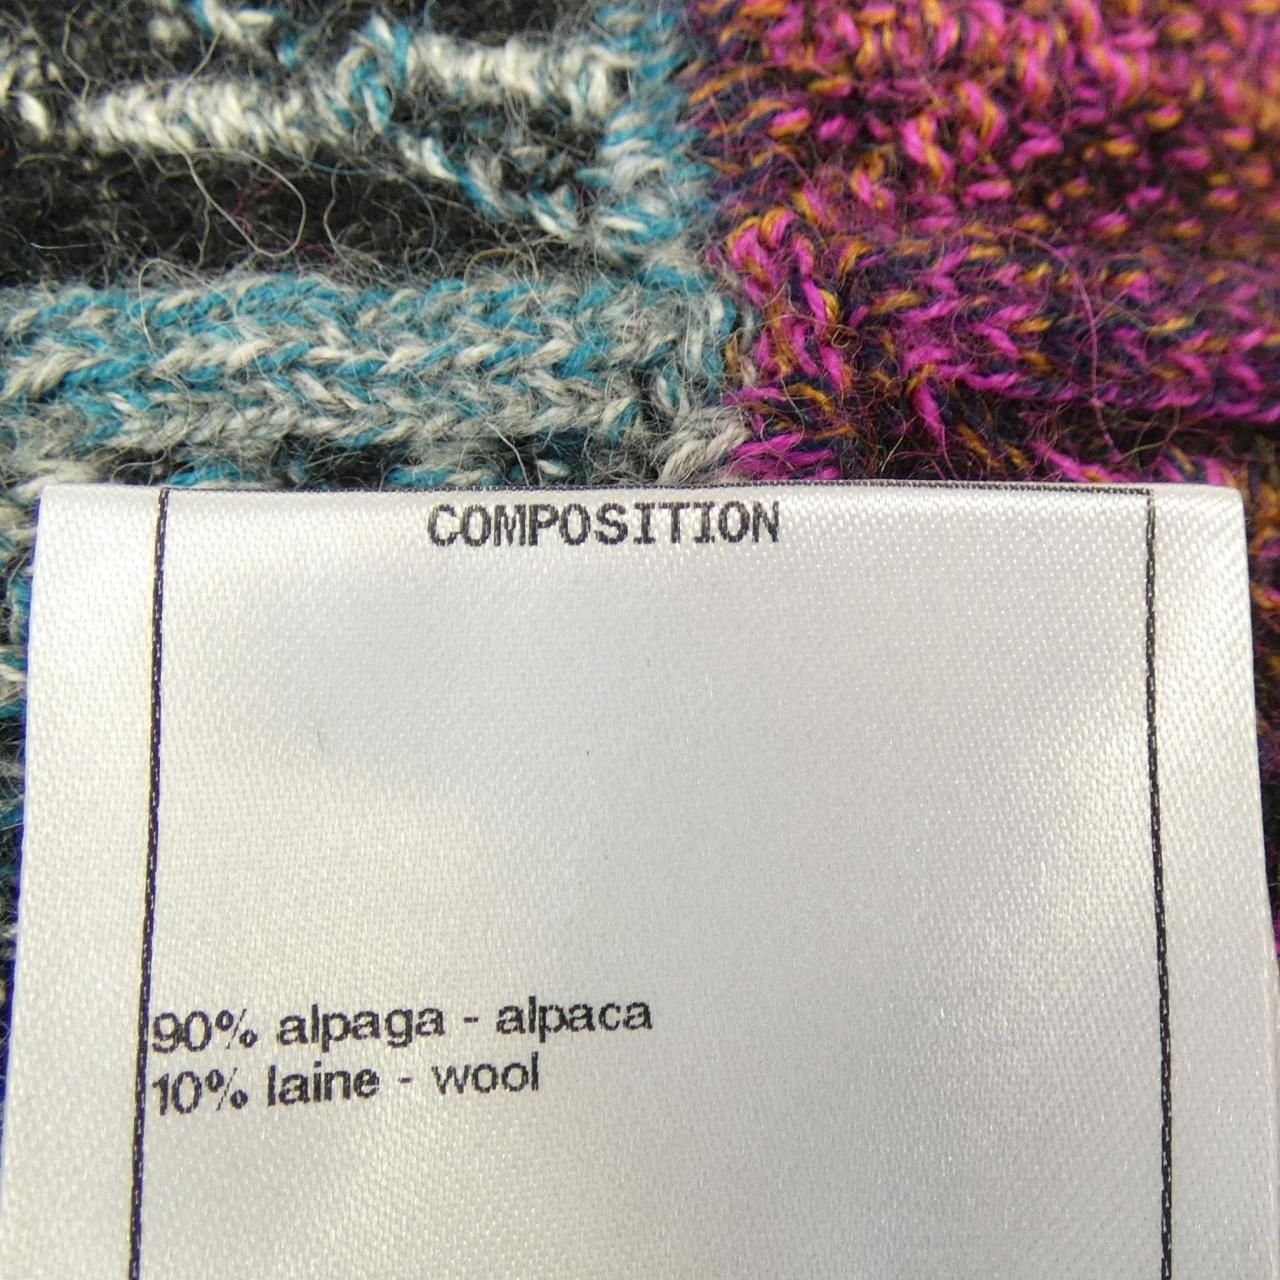 COMPOSITION
90% alpaga - alpaca
10% laine - wool